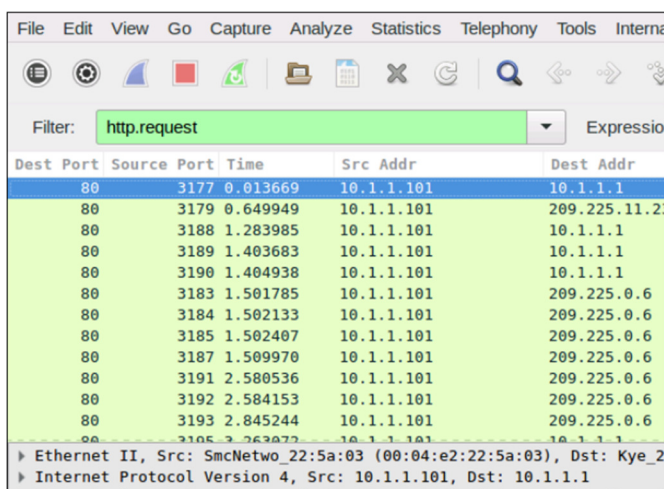 File Edit View Go Capture Analyze Statistics Telephony Tools
Filter: http.request
Dest Port Source Port Time Src Addr Dest Addr
80 3177 0.013669 10.1.1.101 10.1.1.1
80 3179 0.649949 10.1.1.101
80 3188 1.283985 10.1.1.101 10.1.1.1
80 3189 1.403683 10.1.1.101 10.1.1.1
80 3190 1.404938 10.1.1.101 10.1.1.1
80 3183 1.501785 10.1.1.101 209.225.0.6
80 3184 1.502133 10.1.1.101 209.225.0.6
80 3185 1.502407 10.1.1.101 209.225.0.6
80 3187 1.509970 10.1.1.101 209.225.0.6
80 3191 2.580536 10.1.1.101 209.225.0.6
80 3192 2.584153 10.1.1.101 209.225.0.6
80 3193 2.845244 10.1.1.101 209.225.0.6
Ethernet II, Src: SmcNetwo_22:5a:03 (00:04:e2:22:5a:03), Dst:
Internet Protocol Version 4, Src: 10.1.1.101, Dst: 10.1.1.1